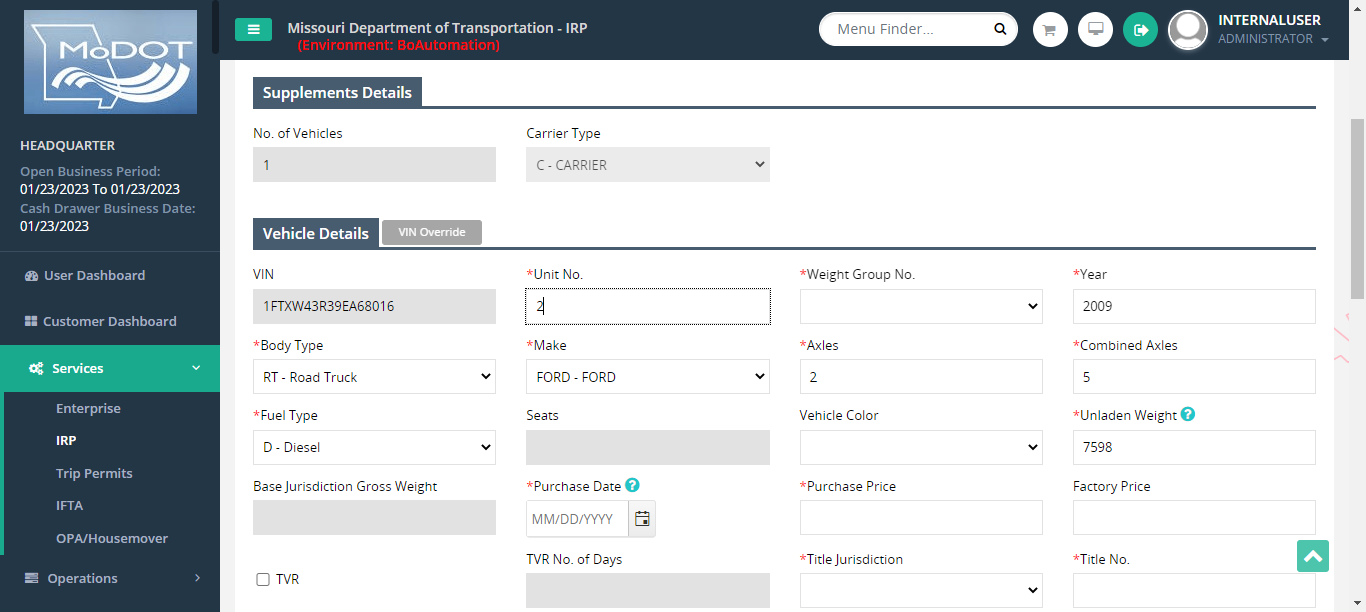 MoDOT
HEADQUARTER
Open Business Period:
01/23/2023 To 01/23/2023
Cash Drawer Business Date:
01/23/2023
User Dashboard
Customer Dashboard
Services
Enterprise
IRP
Trip Permits
IFTA
OPA/Housemover
Operations
Missouri Department of Transportation - IRP
(Environment: BoAutomation)
Menu Finder...
INTERNALUSER
ADMINISTRATOR
Supplements Details
No. of Vehicles Carrier Type
1 C - CARRIER
Vehicle Details VIN Override
VIN *Unit No. *Weight Group No. *Year
1FTXW43R39EA68016 2 2009
*Body Type *Make *Axles *Combined Axles
RT - Road Truck FORD - FORD 2 5
*Fuel Type Seats Vehicle Color *Unladen Weight ?
D - Diesel 7598
Base Jurisdiction Gross Weight *Purchase Date ? *Purchase Price Factory Price
MM/DD/YYYY
TVR TVR No. of Days *Title Jurisdiction *Title No.